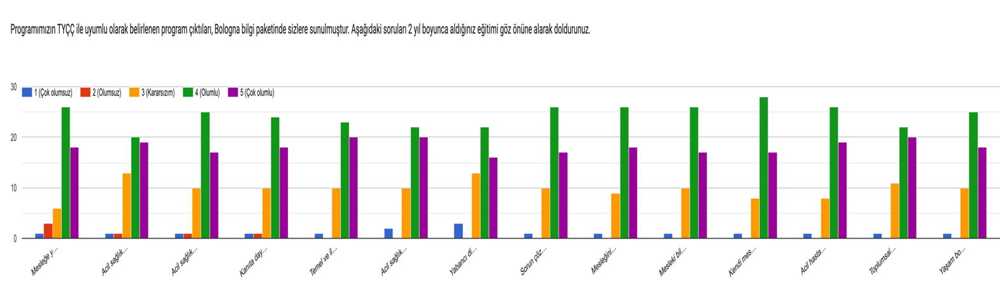 Programımızın TYÇÇ ile uyumlu olarak belirlenen program çıktıları, Bologna bilgi paketinde sizlere sunulmuştur. Aşağıdaki soruları 2 yıl boyunca aldığınız eğitimi göz önüne alarak doldurunuz.
30
1 (Çok olumsuz) 2 (Olumsuz) 3 (Kararsızım) 4 (Olumlu) 5 (Çok olumlu)
20
10
0
Mesleğe y... Acil sağlık... Acil sağlık... Kanıta day... Temel ve il... Acil sağlık... Yabancı di... Sorun çöz... Mesleğini... Mesleki bil... Kendi mes... Acil hasta... Toplumsal... Yaşam bo...